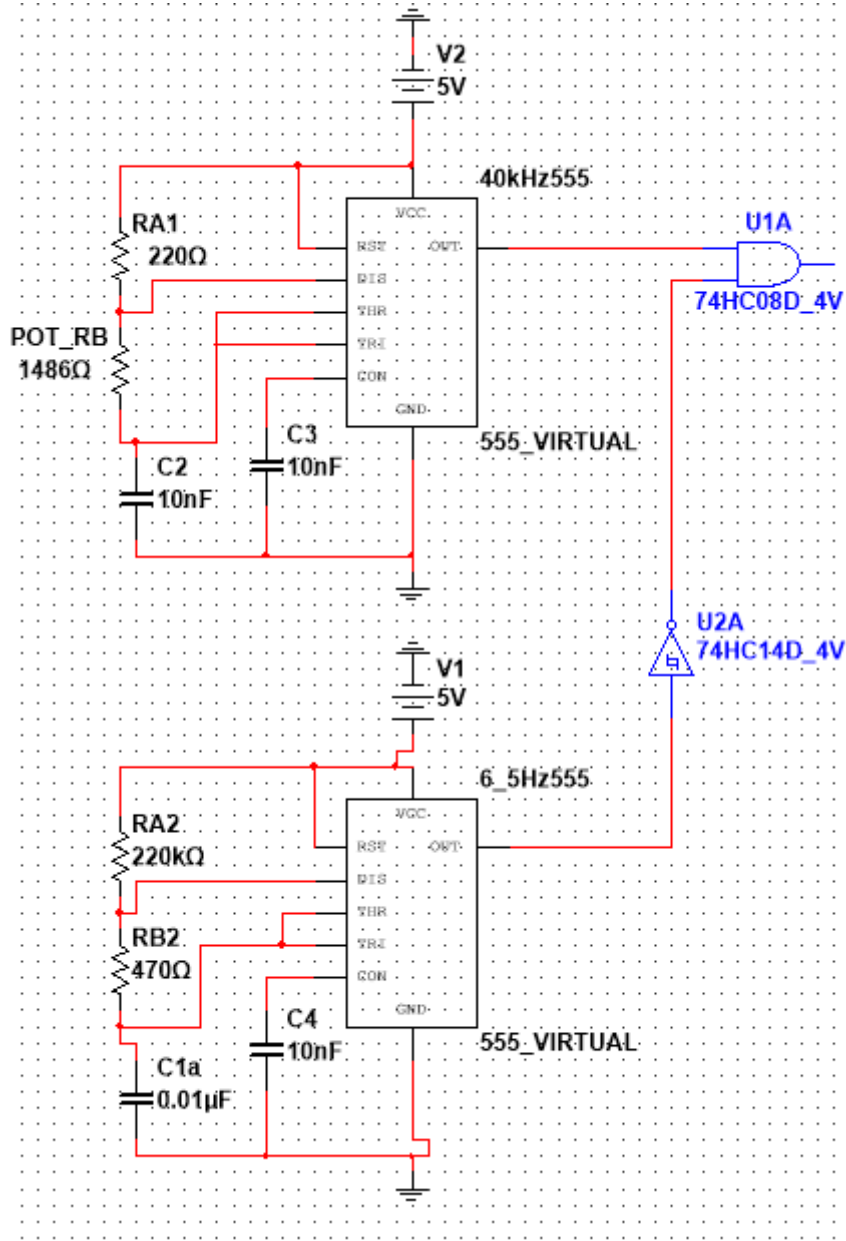 V2
5V
40kHz555
VCC
RA1
220Ω
RST
OUT
DIS
THR
TRI
CON
GND
POT_RB
1486Ω
U1A
74HC08D_4V
C3
10nF
555_VIRTUAL
C2
10nF
U2A
74HC14D_4V
V1
5V
6_5Hz555
VCC
RA2
220kΩ
RST
OUT
DIS
THR
TRI
CON
GND
RB2
470Ω
C4
10nF
555_VIRTUAL
C1a
0.01µF